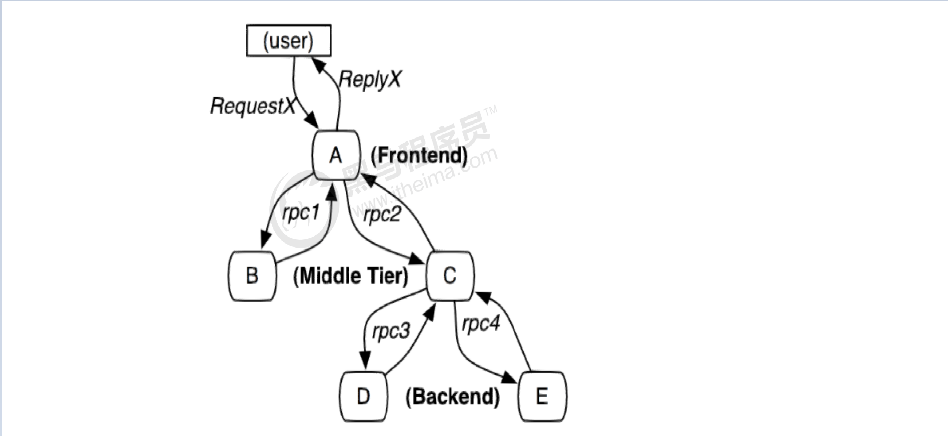 (user)
ReplyX
RequestX
A
(Frontend)
黑马程序员™
www.itheima.com
rpc1
rpc2
B
(Middle Tier)
C
rpc3
rpc4
D
(Backend)
E